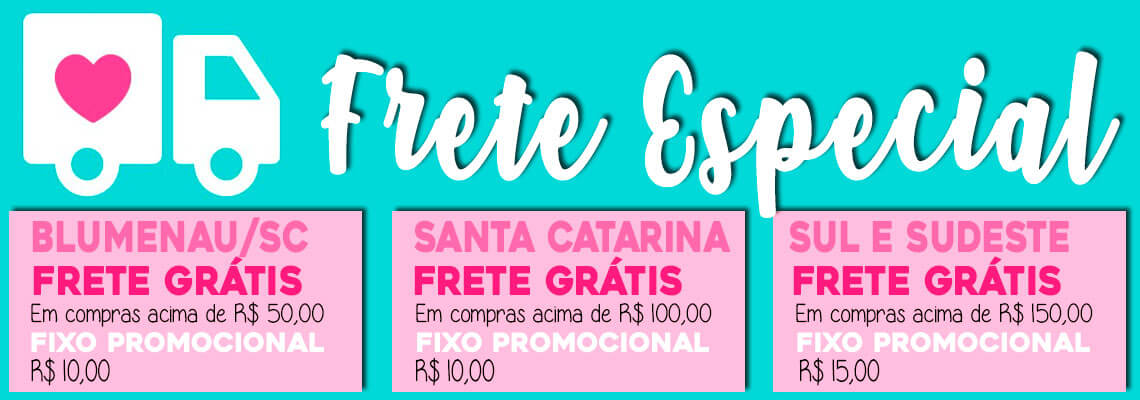 Frete Especial
BLUMENAU/SC
FRETE GRÁTIS
Em compras acima de R$ 50,00
FIXO PROMOCIONAL
R$ 10,00
SANTA CATARINA
FRETE GRÁTIS
Em compras acima de R$ 100,00
FIXO PROMOCIONAL
R$ 10,00
SUL E SUDESTE
FRETE GRÁTIS
Em compras acima de R$ 150,00
FIXO PROMOCIONAL
R$ 15,00